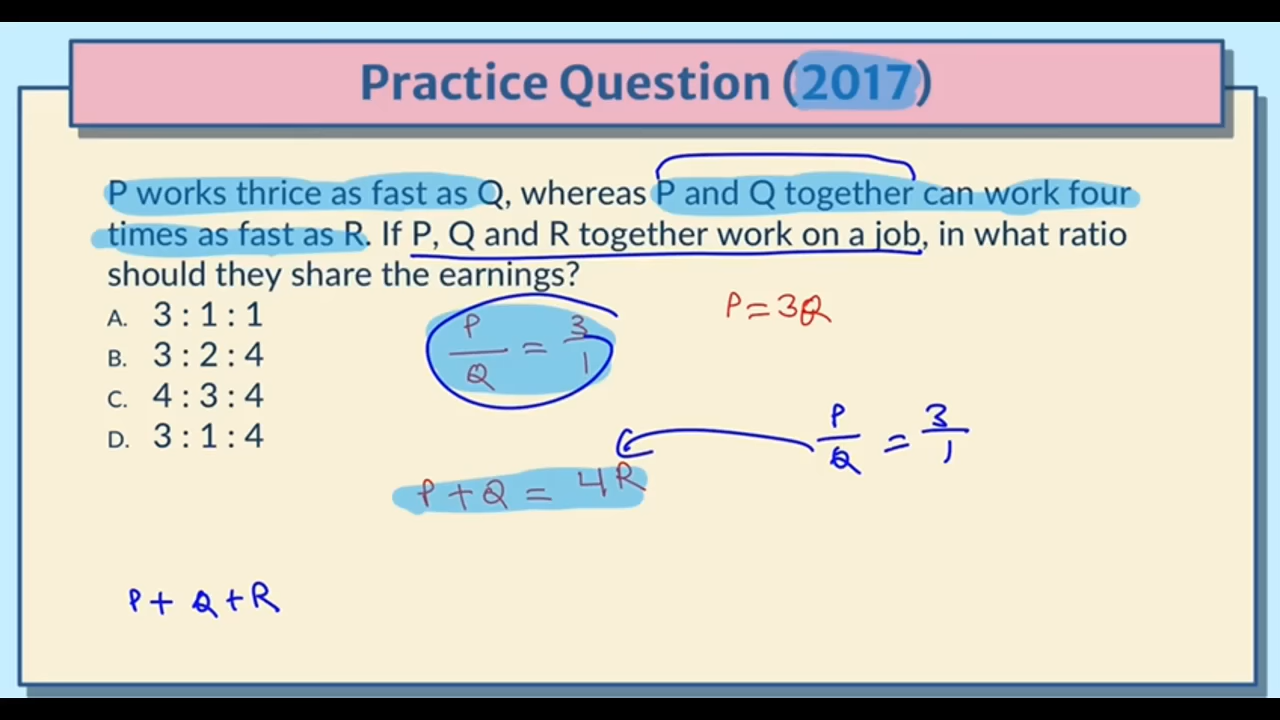 Practice Question (2017)
P works thrice as fast as Q, whereas P and Q together can work four
times as fast as R. If P, Q and R together work on a job, in what ratio
should they share the earnings?
A. 3 : 1 : 1
B. 3 : 2 : 4
C. 4 : 3 : 4
D. 3 : 1 : 4
P = 3Q
P/Q = 3/1
P/Q = 3/1
P + Q = 4R
P + Q + R